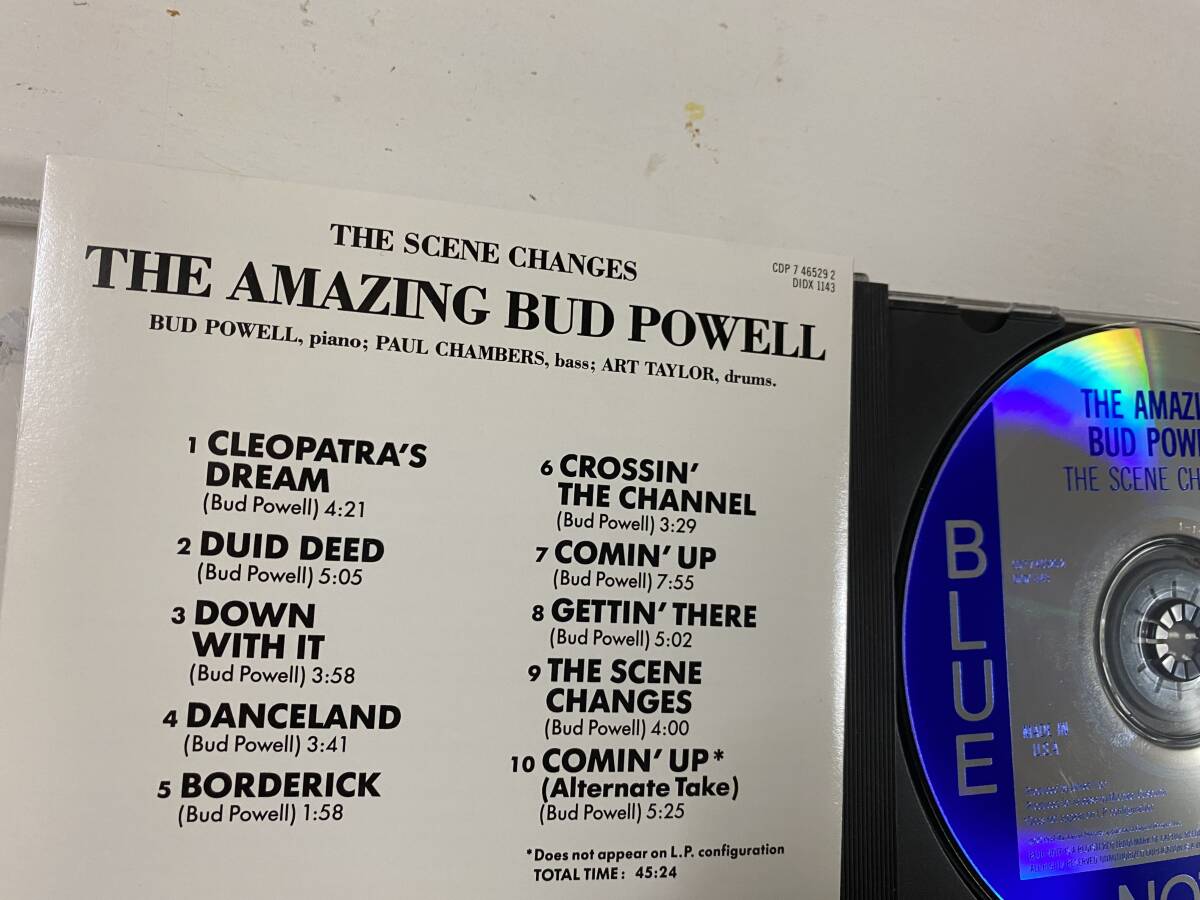 THE SCENE CHANGES
THE AMAZING BUD POWELL
CDP 7 46529 2
DIDX 1143
BUD POWELL, piano; PAUL CHAMBERS, bass; ART TAYLOR, drums.
1 CLEOPATRA'S
DREAM
(Bud Powell) 4:21
2 DUID DEED
(Bud Powell) 5:05
3 DOWN
WITH IT
(Bud Powell) 3:58
4 DANCELAND
(Bud Powell) 3:41
5 BORDERICK
(Bud Powell) 1:58
6 CROSSIN'
THE CHANNEL
(Bud Powell) 3:29
7 COMIN' UP
(Bud Powell) 7:55
8 GETTIN' THERE
(Bud Powell) 5:02
9 THE SCENE
CHANGES
(Bud Powell) 4:00
10 COMIN' UP*
(Alternate Take)
(Bud Powell) 5:25
*Does not appear on L.P. configuration
TOTAL TIME: 45:24
THE AMAZI
BUD POW
THE SCENE CH
BLUE
MADE IN
U.S.A
NO